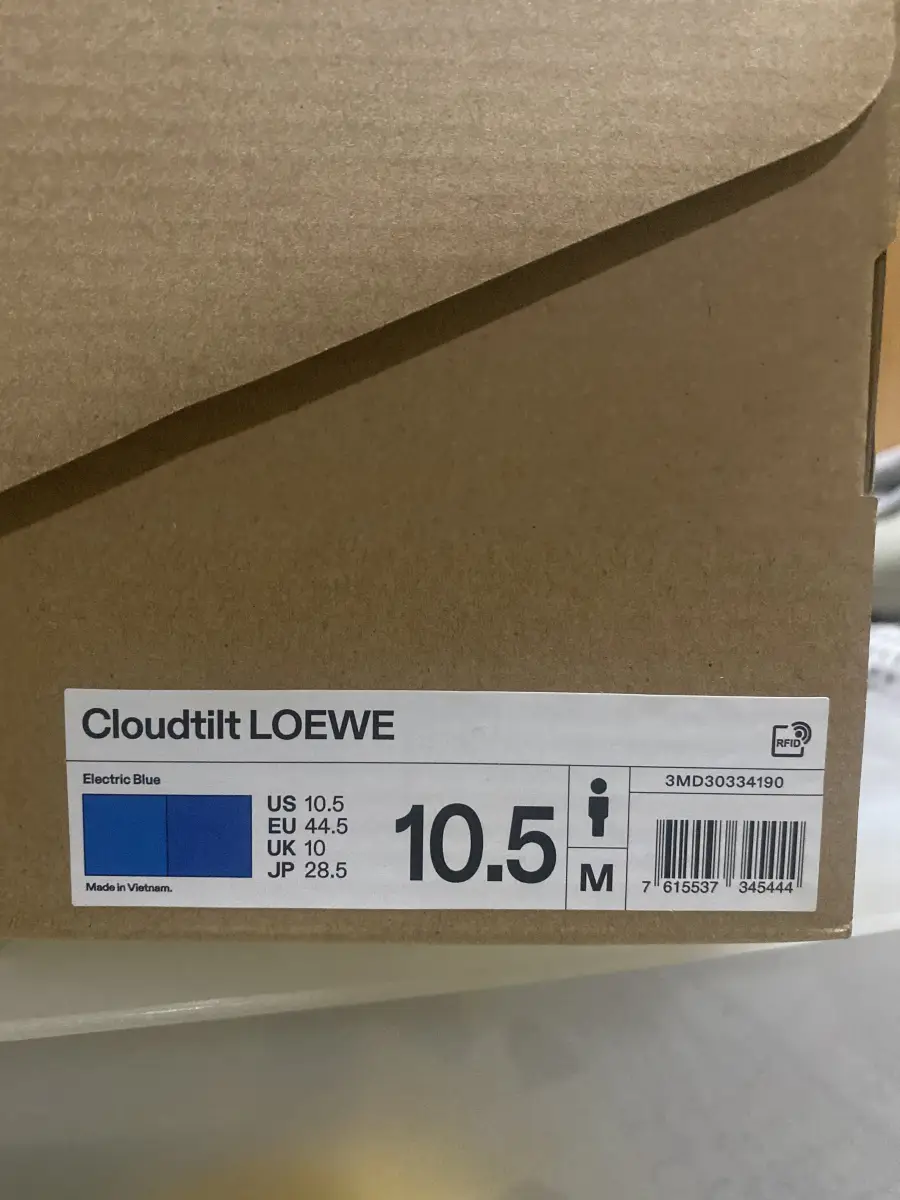 Cloudtilt LOEWE
RFID
Electric Blue
US 10.5
EU 44.5
UK 10
JP 28.5
Made in Vietnam.
10.5
M
3MD30334190
7 615537 345444